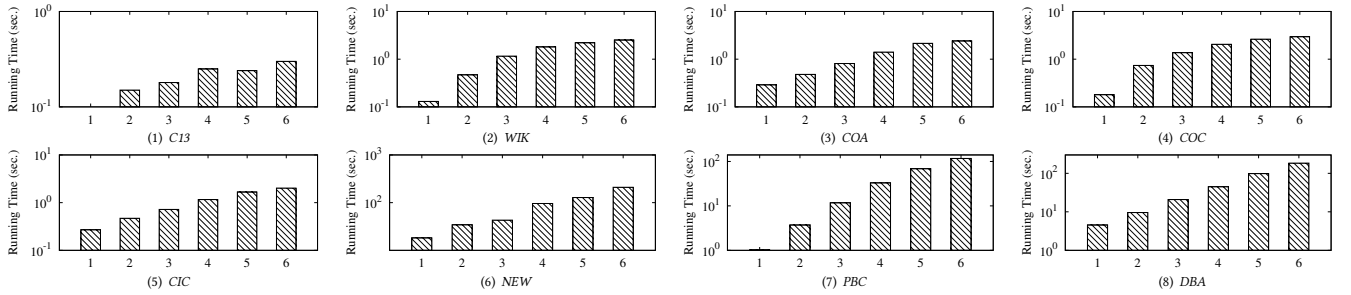 Running Time (sec.)
10^0
10^-1
1 2 3 4 5 6
(1) C13
Running Time (sec.)
10^1
10^0
10^-1
1 2 3 4 5 6
(2) WIK
Running Time (sec.)
10^1
10^0
10^-1
1 2 3 4 5 6
(3) COA
Running Time (sec.)
10^1
10^0
10^-1
1 2 3 4 5 6
(4) COC
Running Time (sec.)
10^1
10^0
10^-1
1 2 3 4 5 6
(5) CIC
Running Time (sec.)
10^3
10^2
1 2 3 4 5 6
(6) NEW
Running Time (sec.)
10^2
10^1
10^0
1 2 3 4 5 6
(7) PBC
Running Time (sec.)
10^2
10^1
10^0
1 2 3 4 5 6
(8) DBA